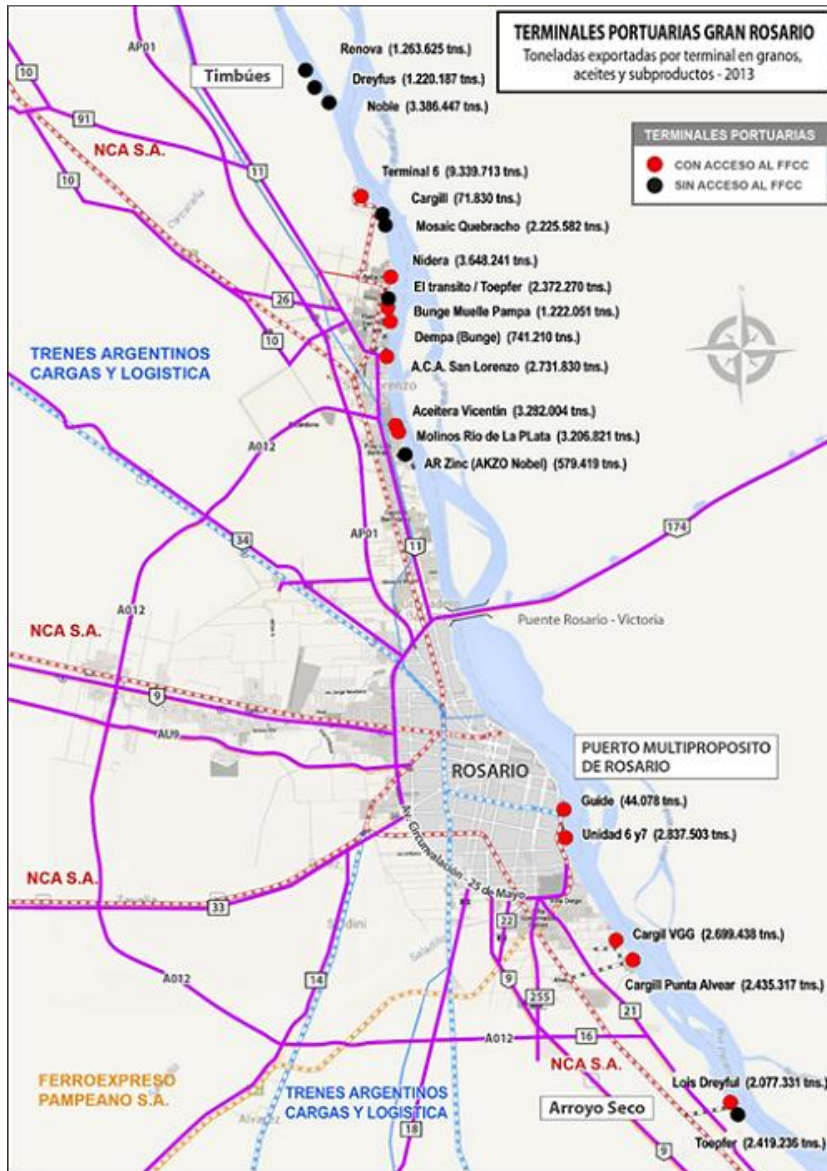 TERMINALES PORTUARIAS GRAN ROSARIO
Toneladas exportadas por terminal en granos,
aceites y subproductos - 2013
TERMINALES PORTUARIAS
CON ACCESO AL FFCC
SIN ACCESO AL FFCC
AP01
Renova (1.263.625 tns.)
Timbúes
Dreyfus (1.220.187 tns.)
10
Noble (3.386.447 tns.)
91
NCA S.A.
11
10
Terminal 6 (9.339.713 tns.)
Cargill (71.830 tns.)
Carcarañá
Mosaic Quebracho (2.225.582 tns.)
Nidera (3.648.241 tns.)
26
El transito / Toepfer (2.372.270 tns.)
Bunge Muelle Pampa (1.222.051 tns.)
10
Dempa (Bunge) (741.210 tns.)
TRENES ARGENTINOS
CARGAS Y LOGISTICA
A.C.A. San Lorenzo (2.731.830 tns.)
Aceitera Vicentin (3.282.004 tns.)
A012
Molinos Río de La PLata (3.206.821 tns.)
AR Zinc (AKZO Nobel) (579.419 tns.)
174
34
AP01
11
A012
Puente Rosario - Victoria
NCA S.A.
9
AU9
PUERTO MULTIPROPOSITO
DE ROSARIO
ROSARIO
Guide (44.078 tns.)
Unidad 6 y7 (2.837.503 tns.)
Av. Circunvalación - 25 de Mayo
NCA S.A.
33
22
Cargil VGG (2.699.438 tns.)
Soldini
Saladillo
A012
9
14
Cargill Punta Alvear (2.435.317 tns.)
255
21
A012
16
NCA S.A.
FERROEXPRESO
PAMPEANO S.A.
TRENES ARGENTINOS
CARGAS Y LOGISTICA
Lois Dreyful (2.077.331 tns.)
Arroyo Seco
Alvarez
18
9
Toepfer (2.419.236 tns.)